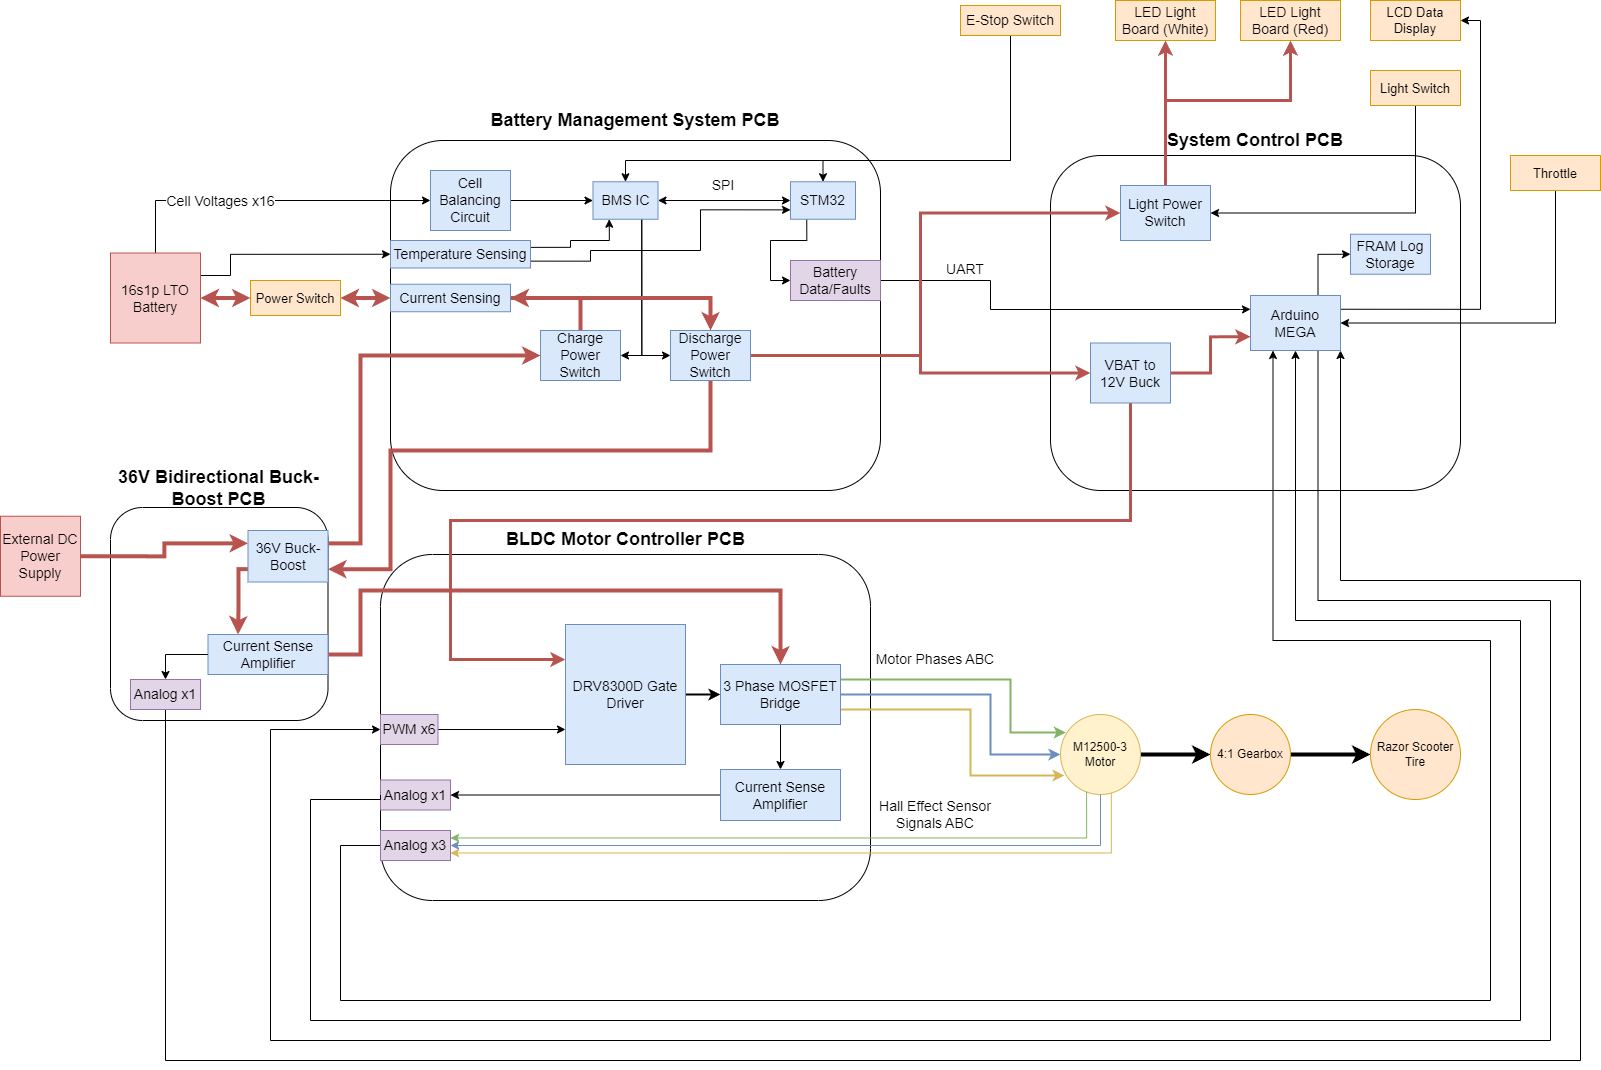 E-Stop Switch
LED Light
Board (White)
LED Light
Board (Red)
LCD Data
Display
Light Switch
Battery Management System PCB
System Control PCB
Throttle
Cell
Balancing
Circuit
BMS IC
SPI
STM32
Cell Voltages x16
Light Power
Switch
Temperature Sensing
FRAM Log
Storage
Battery
Data/Faults
UART
16s1p LTO
Battery
Power Switch
Current Sensing
Arduino
MEGA
Charge
Power
Switch
Discharge
Power
Switch
VBAT to
12V Buck
36V Bidirectional Buck-
Boost PCB
External DC
Power
Supply
36V Buck-
Boost
BLDC Motor Controller PCB
Current Sense
Amplifier
Analog x1
DRV8300D Gate
Driver
3 Phase MOSFET
Bridge
Motor Phases ABC
PWM x6
M12500-3
Motor
4:1 Gearbox
Razor Scooter
Tire
Analog x1
Current Sense
Amplifier
Hall Effect Sensor
Signals ABC
Analog x3